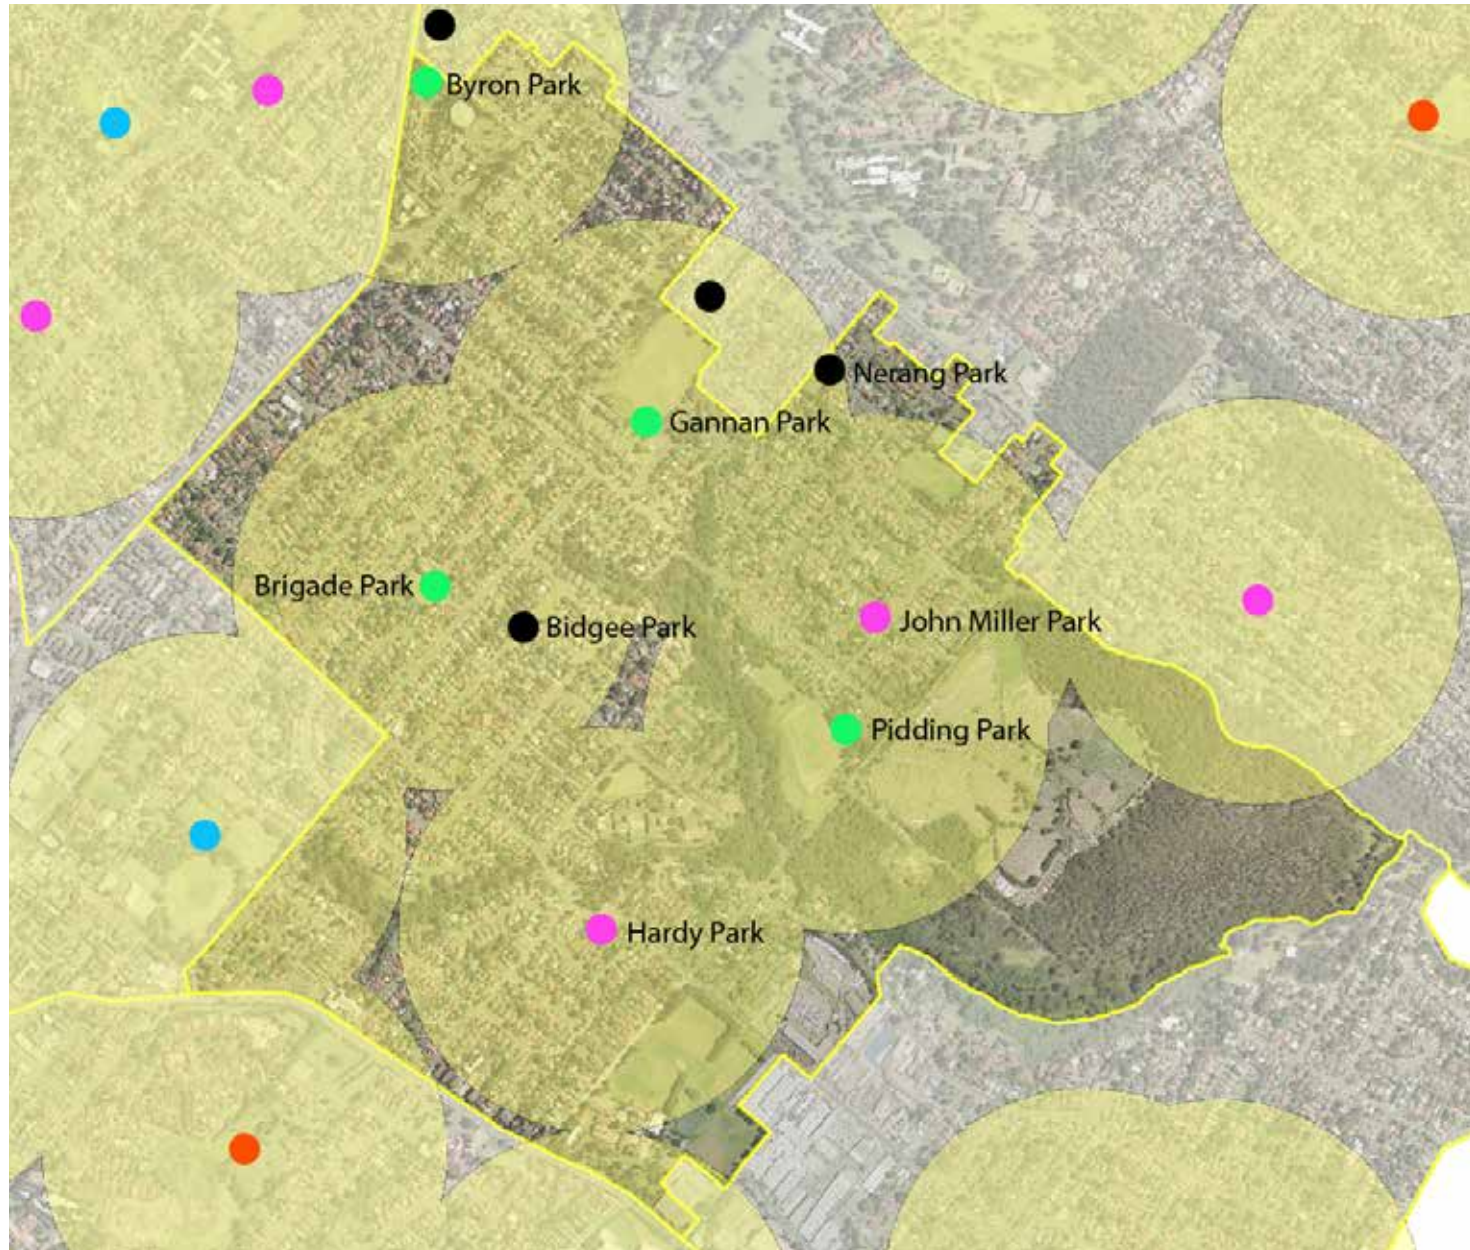 Byron Park
Nerang Park
Gannan Park
Brigade Park
Bidgee Park
John Miller Park
Pidding Park
Hardy Park